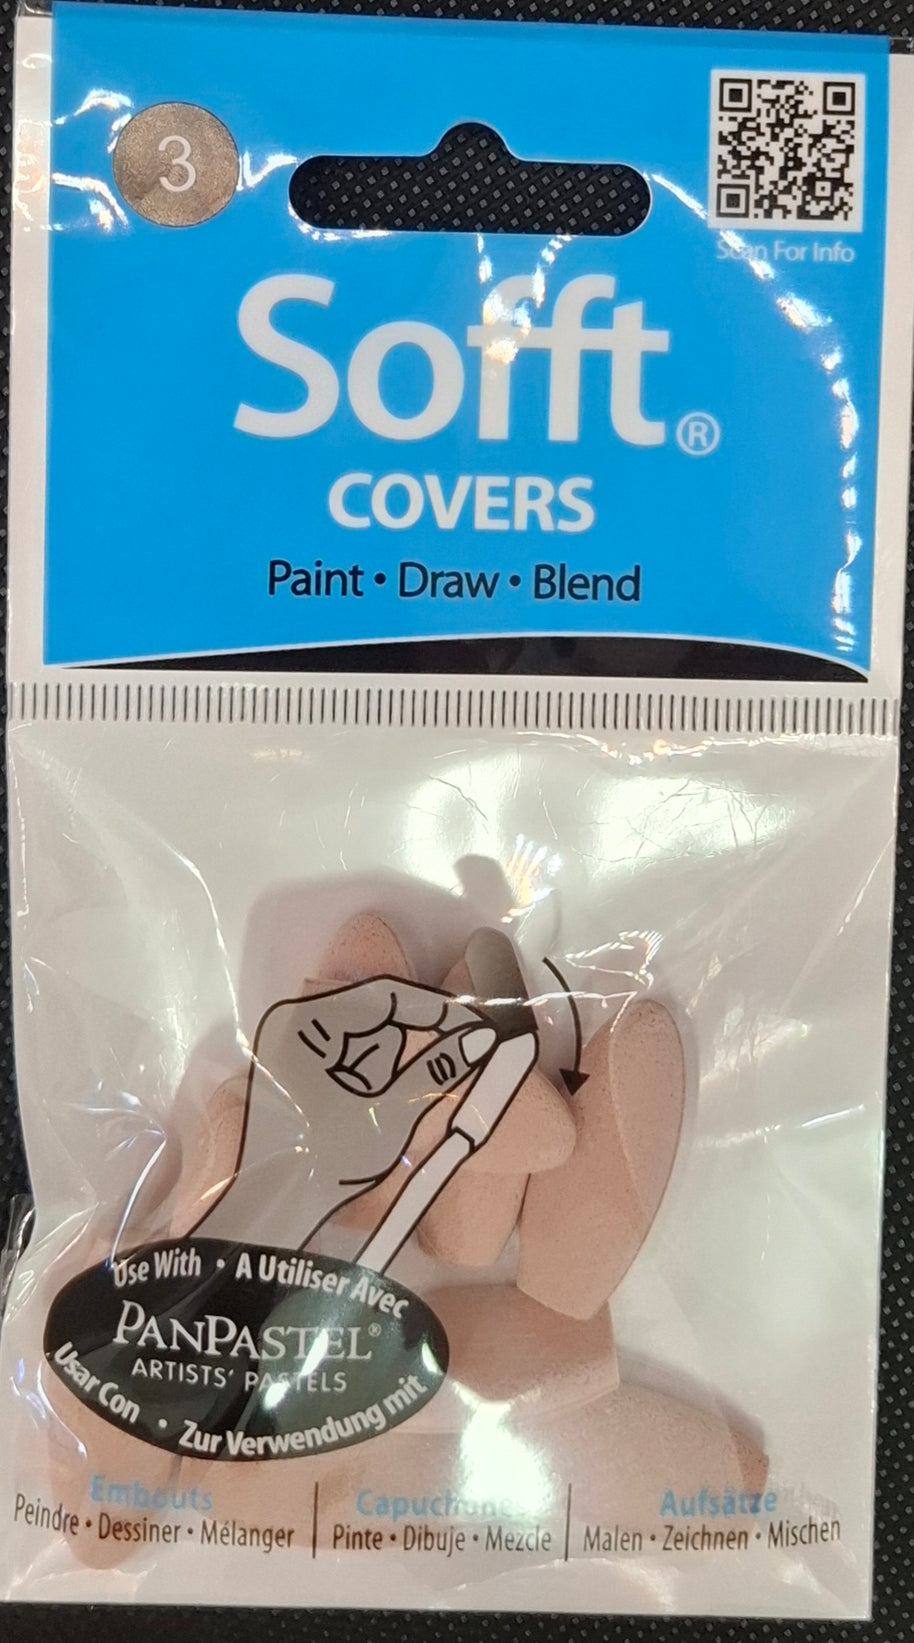 3
Scan For Info
Sofft®
COVERS
Paint • Draw • Blend
Use With • A Utiliser Avec
PANPASTEL®
ARTISTS' PASTELS
Usar Con • Zur Verwendung mit
Embouts
Peindre • Dessiner • Mélanger
Capuchones
Pinte • Dibuje • Mezcle
Aufsätze
Malen • Zeichnen • Mischen